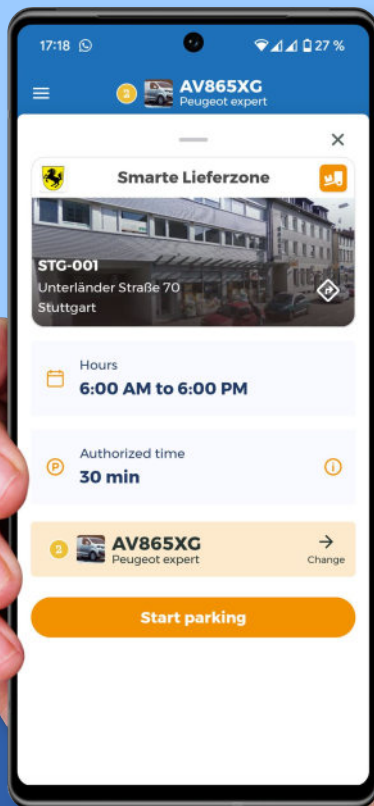 17:18 27 %
2 AV865XG
Peugeot expert
Smarte Lieferzone
STG-001
Unterländer Straße 70
Stuttgart
Hours
6:00 AM to 6:00 PM
P Authorized time
30 min
2 AV865XG
Peugeot expert
Change
Start parking